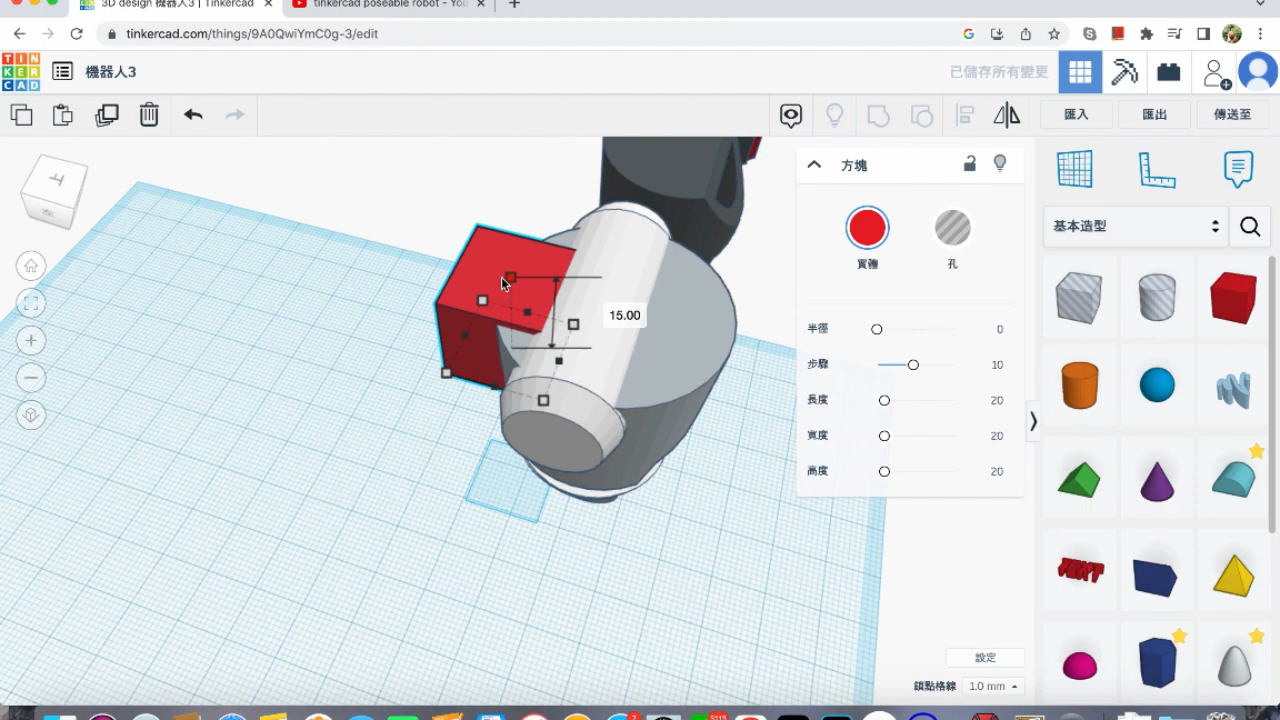 3D design 機器人3 | Tinkercad
tinkercad poseable robot - You
tinkercad.com/things/9A0QwiYmC0g-3/edit
TIN
KER
CAD
機器人3
已儲存所有變更
匯入
匯出
傳送至
方塊
基本造型
實體
孔
15.00
半徑 0
步驟 10
長度 20
寬度 20
高度 20
TEXT
設定
鎖點格線 1.0 mm